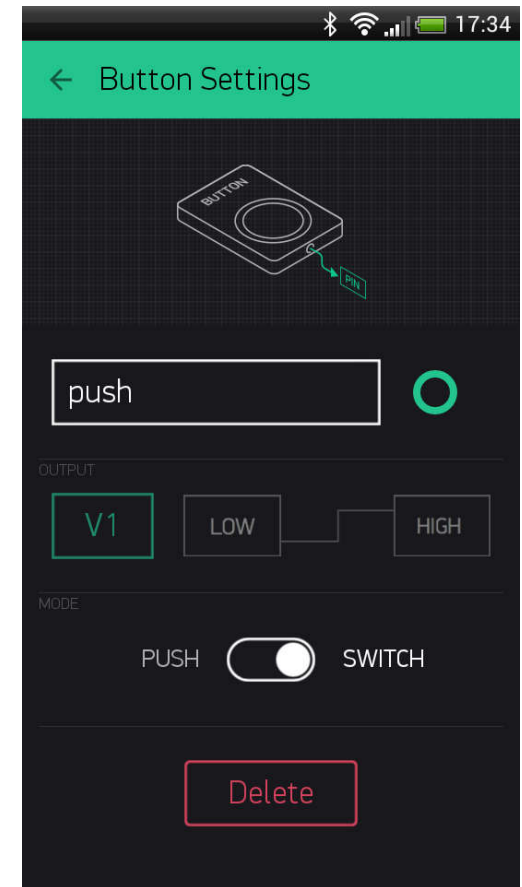 17:34
Button Settings
BUTTON
PIN
push
OUTPUT
V1 LOW HIGH
MODE
PUSH SWITCH
Delete